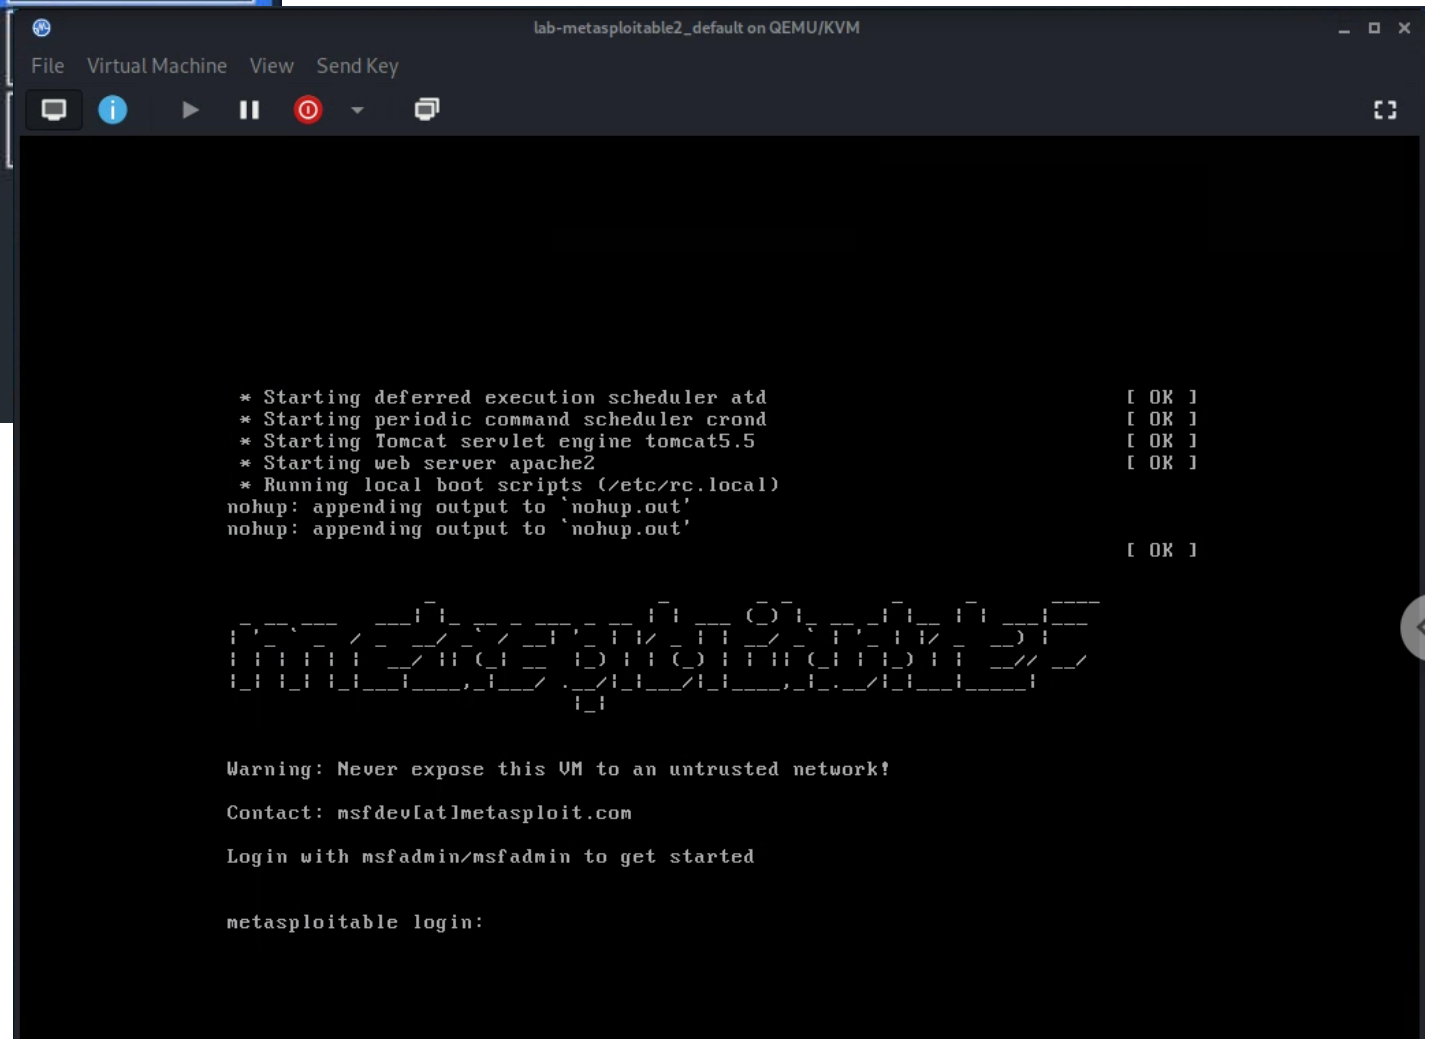 lab-metasploitable2_default on QEMU/KVM
File Virtual Machine View Send Key
* Starting deferred execution scheduler atd [ OK ]
* Starting periodic command scheduler crond [ OK ]
* Starting Tomcat servlet engine tomcat5.5 [ OK ]
* Starting web server apache2 [ OK ]
* Running local boot scripts (/etc/rc.local)
nohup: appending output to `nohup.out'
nohup: appending output to `nohup.out'
[ OK ]
metasploitable2
Warning: Never expose this VM to an untrusted network!
Contact: msfdev[at]metasploit.com
Login with msfadmin/msfadmin to get started
metasploitable login: